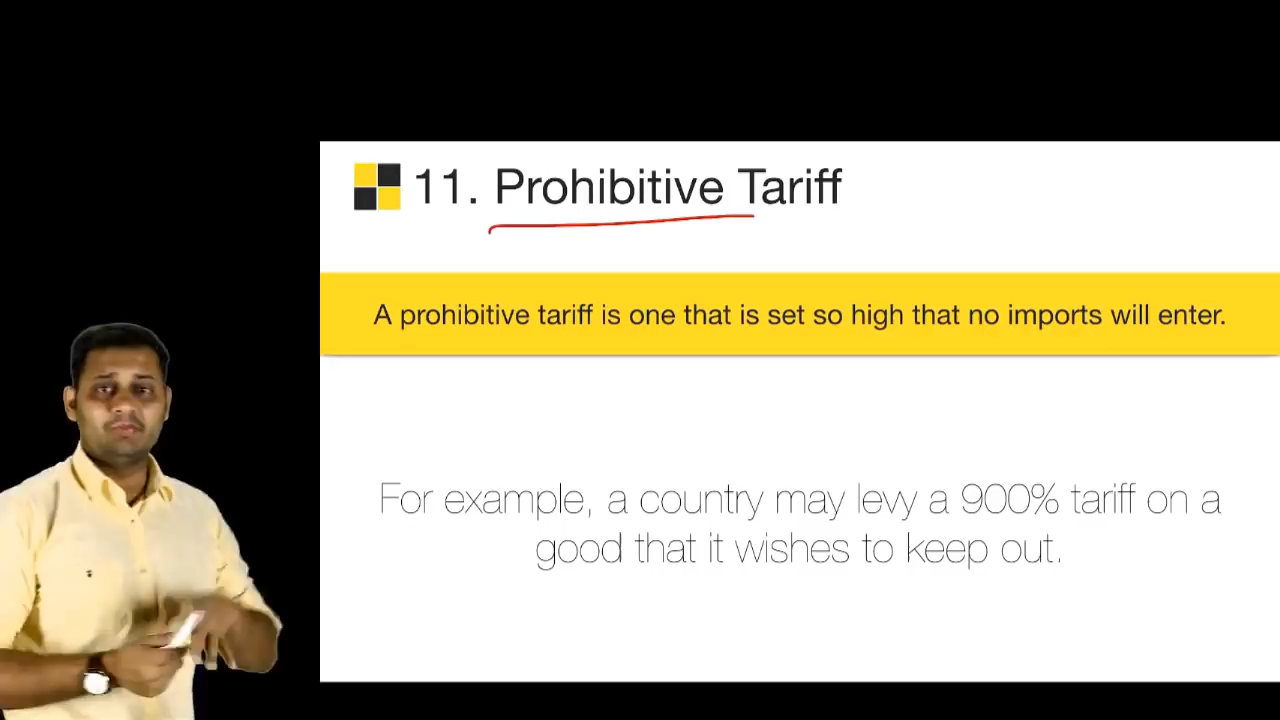 11. Prohibitive Tariff
A prohibitive tariff is one that is set so high that no imports will enter.
For example, a country may levy a 900% tariff on a
good that it wishes to keep out.